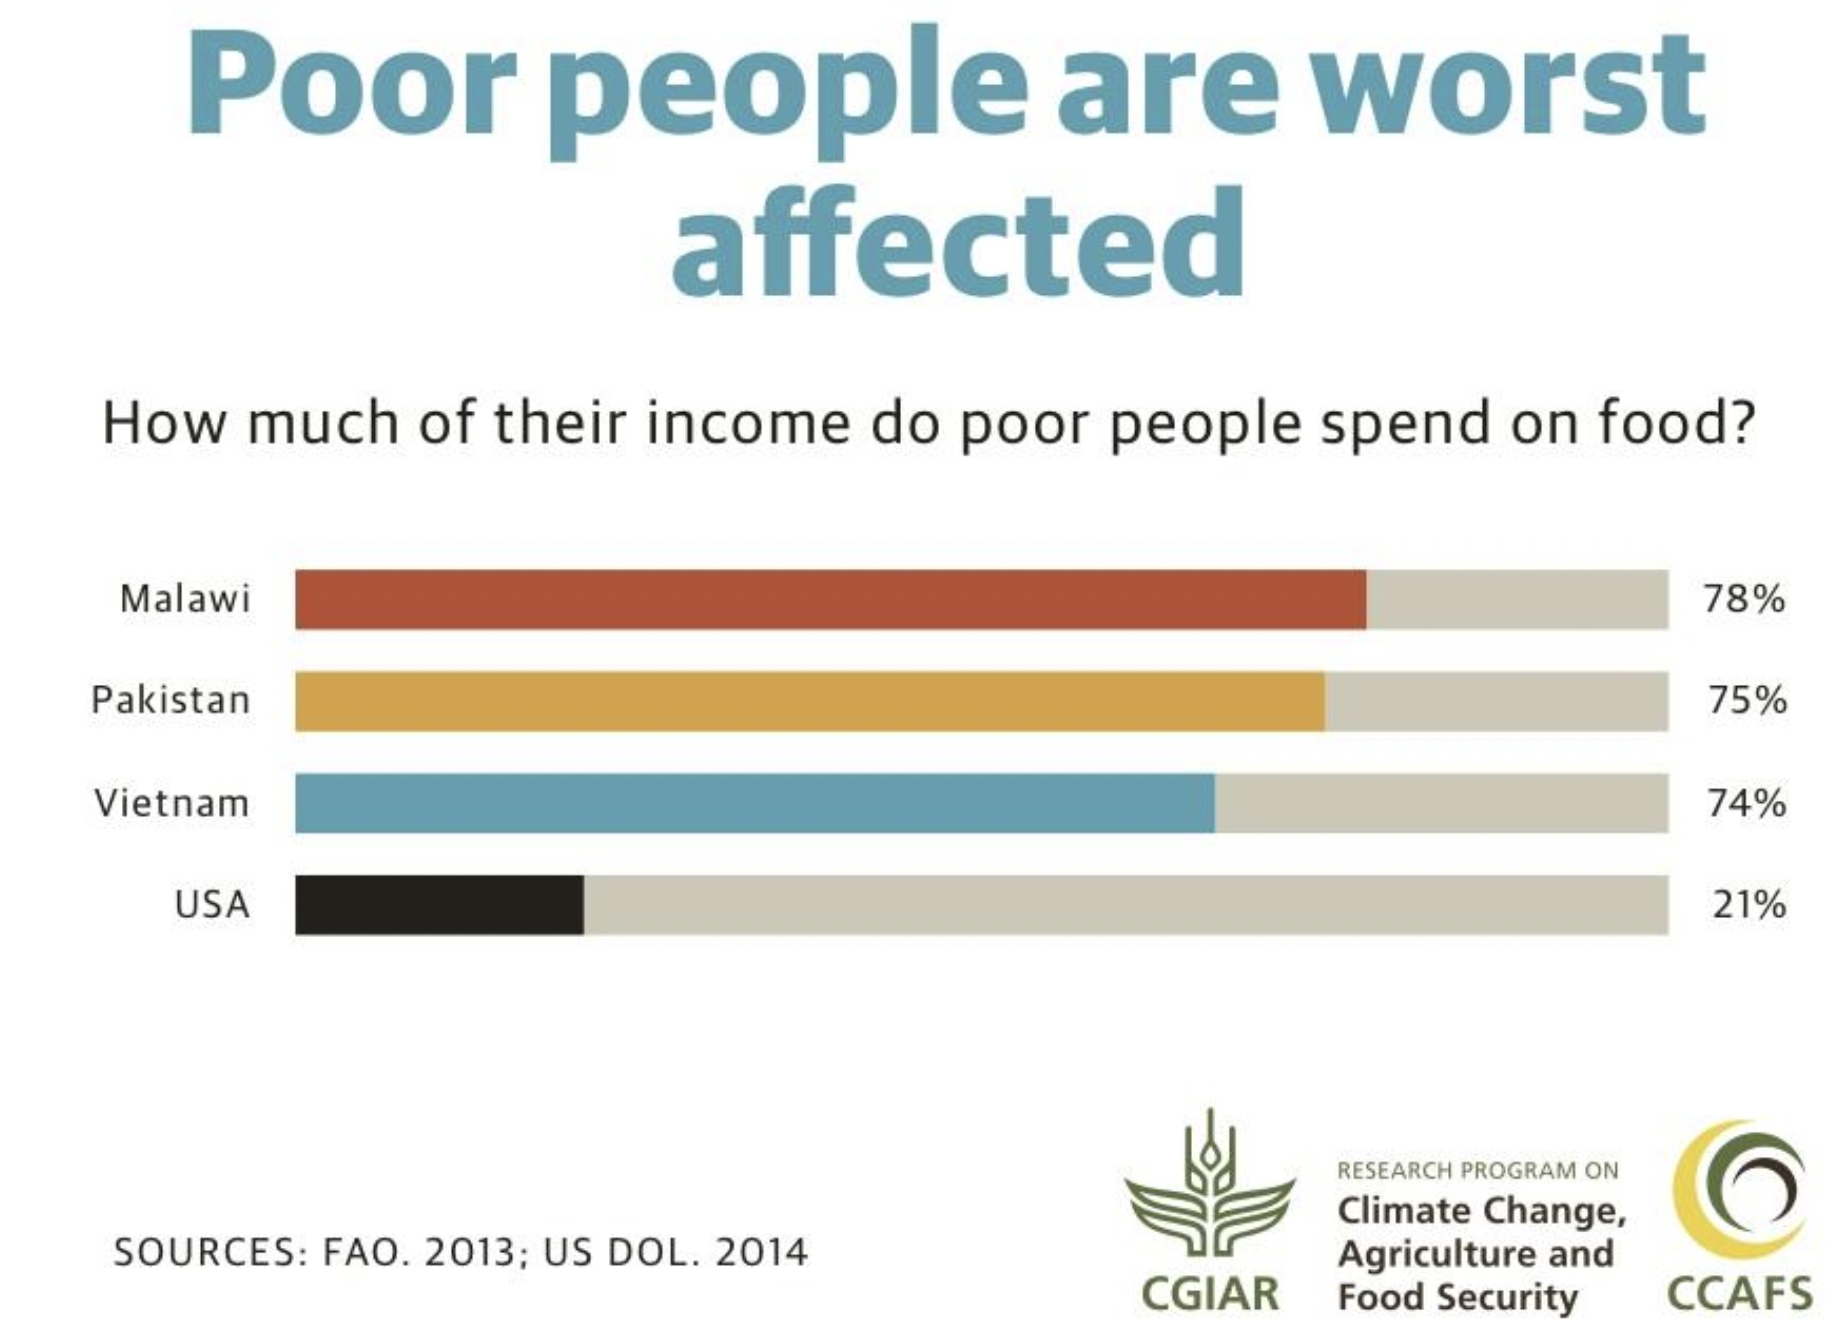 Poor people are worst
affected
How much of their income do poor people spend on food?
Malawi 78%
Pakistan 75%
Vietnam 74%
USA 21%
SOURCES: FAO. 2013; US DOL. 2014
CGIAR
RESEARCH PROGRAM ON
Climate Change,
Agriculture and
Food Security
CCAFS